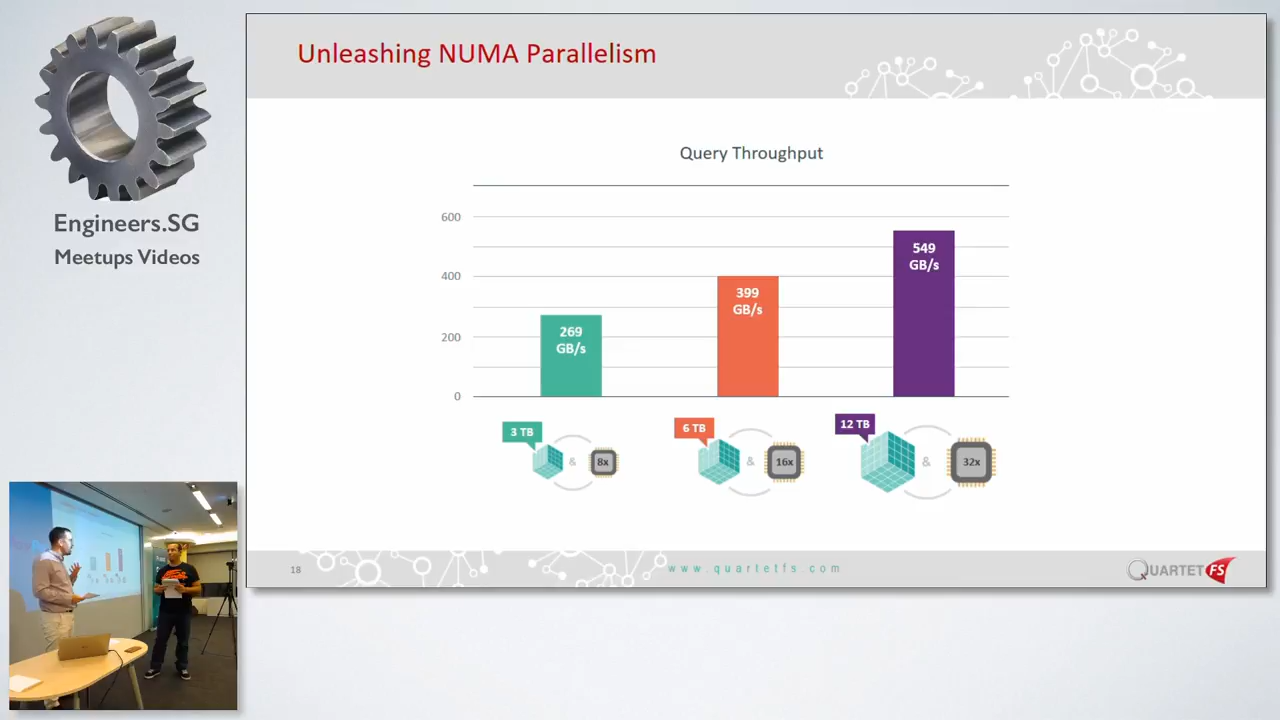 Engineers.SG
Meetups Videos
Unleashing NUMA Parallelism
Query Throughput
600
400
200
0
269
GB/s
399
GB/s
549
GB/s
3 TB
&
8x
6 TB
&
16x
12 TB
&
32x
18
www.quartetfs.com
QUARTET FS